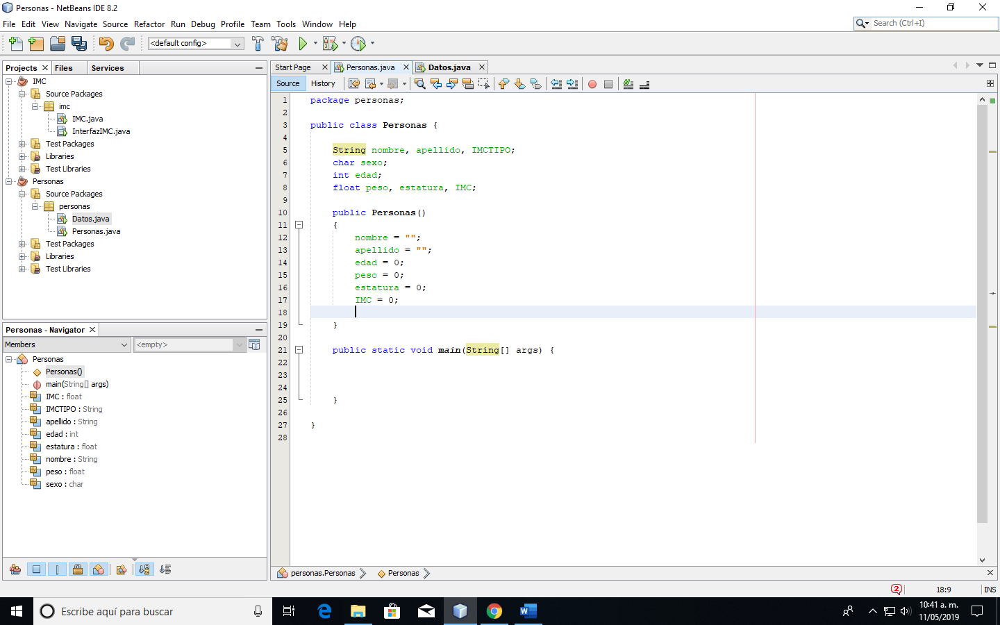 Personas - NetBeans IDE 8.2
File Edit View Navigate Source Refactor Run Debug Profile Team Tools Window Help
Search (Ctrl+I)
<default config>
Projects Files Services
IMC
Source Packages
imc
IMC.java
InterfazIMC.java
Test Packages
Libraries
Test Libraries
Personas
Source Packages
personas
Datos.java
Personas.java
Test Packages
Libraries
Test Libraries
Personas - Navigator
Members <empty>
Personas
Personas()
main(String[] args)
IMC : float
IMCTIPO : String
apellido : String
edad : int
estatura : float
nombre : String
peso : float
sexo : char
Start Page Personas.java Datos.java
Source History
1 package personas;
2
3 public class Personas {
4
5 String nombre, apellido, IMCTIPO;
6 char sexo;
7 int edad;
8 float peso, estatura, IMC;
9
10 public Personas()
11 {
12 nombre = "";
13 apellido = "";
14 edad = 0;
15 peso = 0;
16 estatura = 0;
17 IMC = 0;
18
19 }
20
21 public static void main(String[] args) {
22
23
24
25 }
26
27 }
28
personas.Personas Personas
2 18:9 INS
Escribe aquí para buscar
10:41 a. m.
11/05/2019